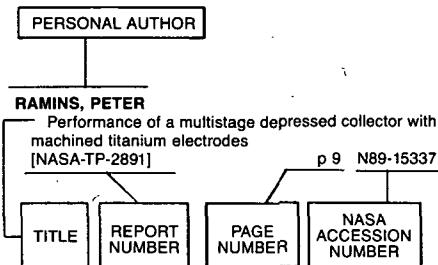 PERSONAL AUTHOR
RAMINS, PETER
Performance of a multistage depressed collector with
machined titanium electrodes
[NASA-TP-2891] p 9 N89-15337
TITLE
REPORT
NUMBER
PAGE
NUMBER
NASA
ACCESSION
NUMBER